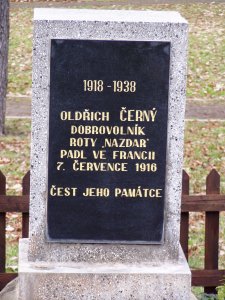 1918 - 1938
OLDŘICH ČERNÝ
DOBROVOLNÍK
ROTY „NAZDAR"
PADL VE FRANCII
7. ČERVENCE 1916
ČEST JEHO PAMÁTCE